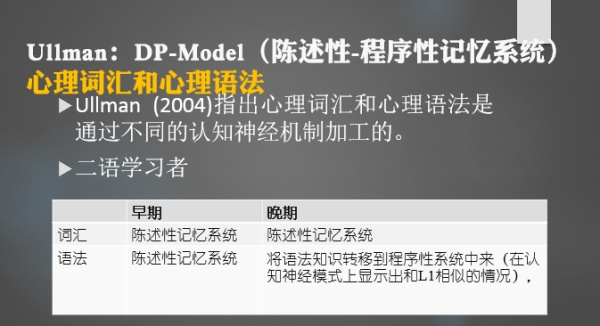 Ullman：DP-Model（陈述性-程序性记忆系统）
心理词汇和心理语法
▶Ullman (2004)指出心理词汇和心理语法是
通过不同的认知神经机制加工的。
▶二语学习者
早期 晚期
词汇 陈述性记忆系统 陈述性记忆系统
语法 陈述性记忆系统 将语法知识转移到程序性系统中来（在认
知神经模式上显示出和L1相似的情况），